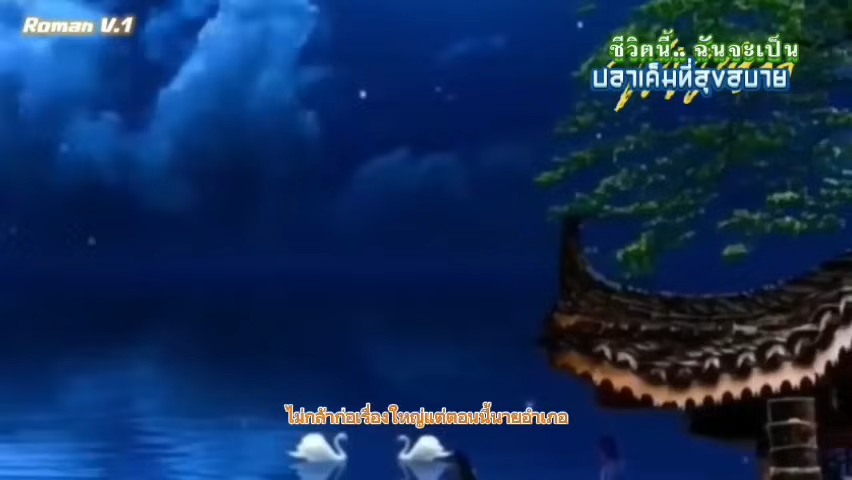 Roman V.1
ชีวิตนี้.. ฉันจะเป็น
ปลาเค็มที่สุขสบาย
ไม่กล้าก่อเรื่องใหญ่แต่ตอนนี้นายอำเภอ